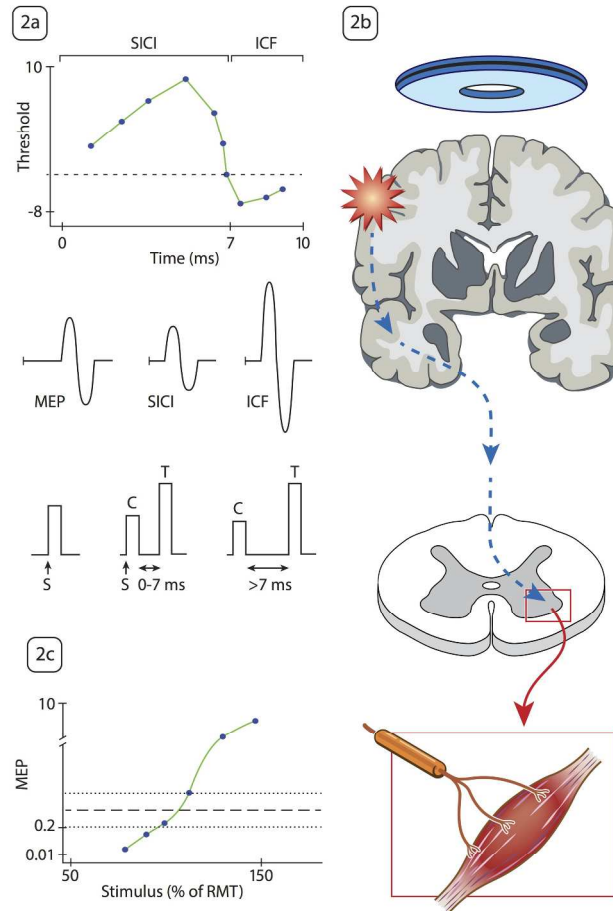 2a
SICI ICF
10
Threshold
-8
0 7 10
Time (ms)
MEP SICI ICF
S
C T
S 0-7 ms
C T
>7 ms
2b
2c
10
MEP
0.2
0.01
50 150
Stimulus (% of RMT)